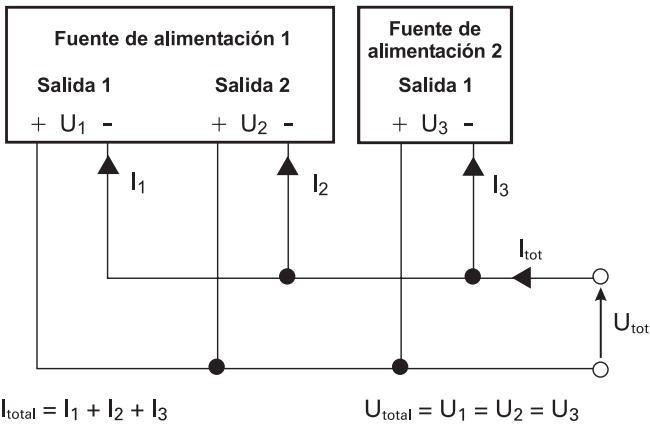 Fuente de alimentación 1
Fuente de
alimentación 2
Salida 1
Salida 2
Salida 1
+ U1 -
+ U2 -
+ U3 -
I1
I2
I3
Itot
Utot
Itotal = I1 + I2 + I3
Utotal = U1 = U2 = U3